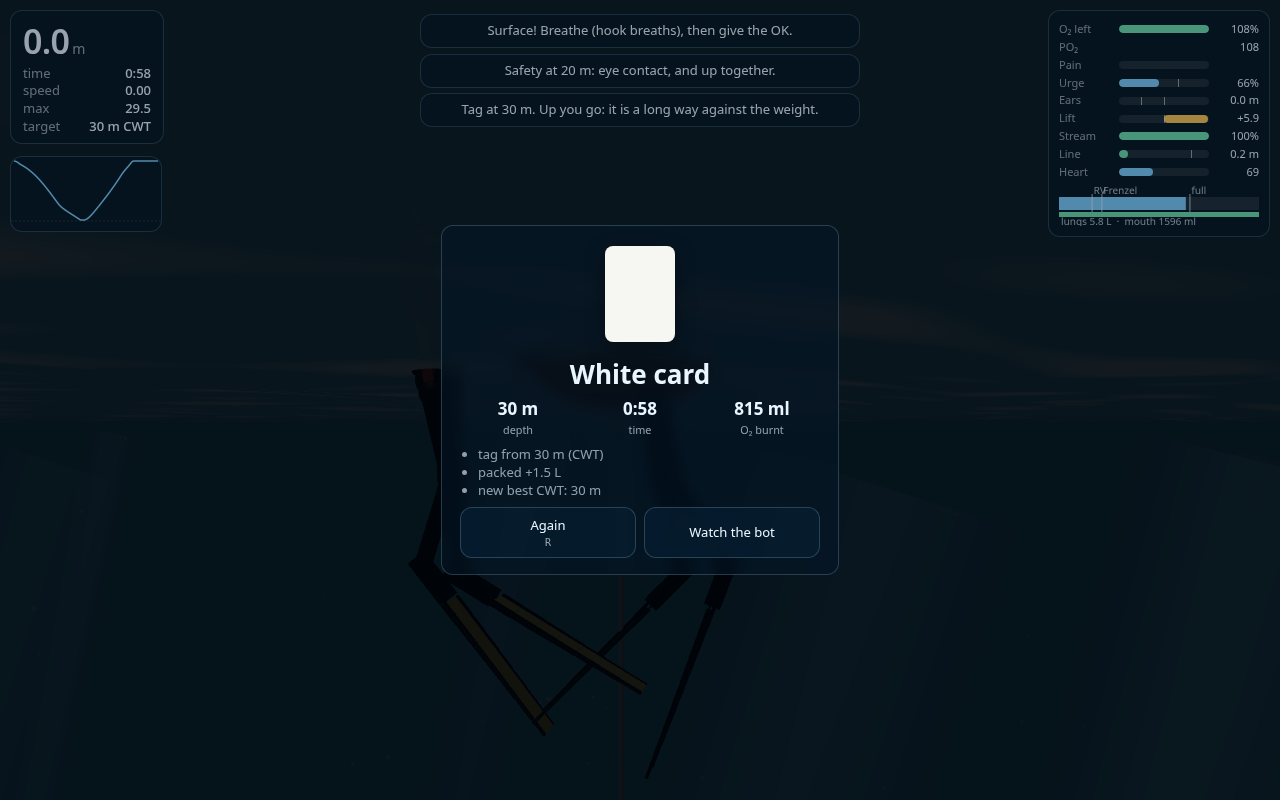 0.0 m
time 0:58
speed 0.00
max 29.5
target 30 m CWT
Surface! Breathe (hook breaths), then give the OK.
Safety at 20 m: eye contact, and up together.
Tag at 30 m. Up you go: it is a long way against the weight.
O₂ left 108%
PO₂ 108
Pain
Urge 66%
Ears 0.0 m
Lift +5.9
Stream 100%
Line 0.2 m
Heart 69
RV Frenzel full
lungs 5.8 L · mouth 1596 ml
White card
30 m 0:58 815 ml
depth time O₂ burnt
• tag from 30 m (CWT)
• packed +1.5 L
• new best CWT: 30 m
Again Watch the bot
R